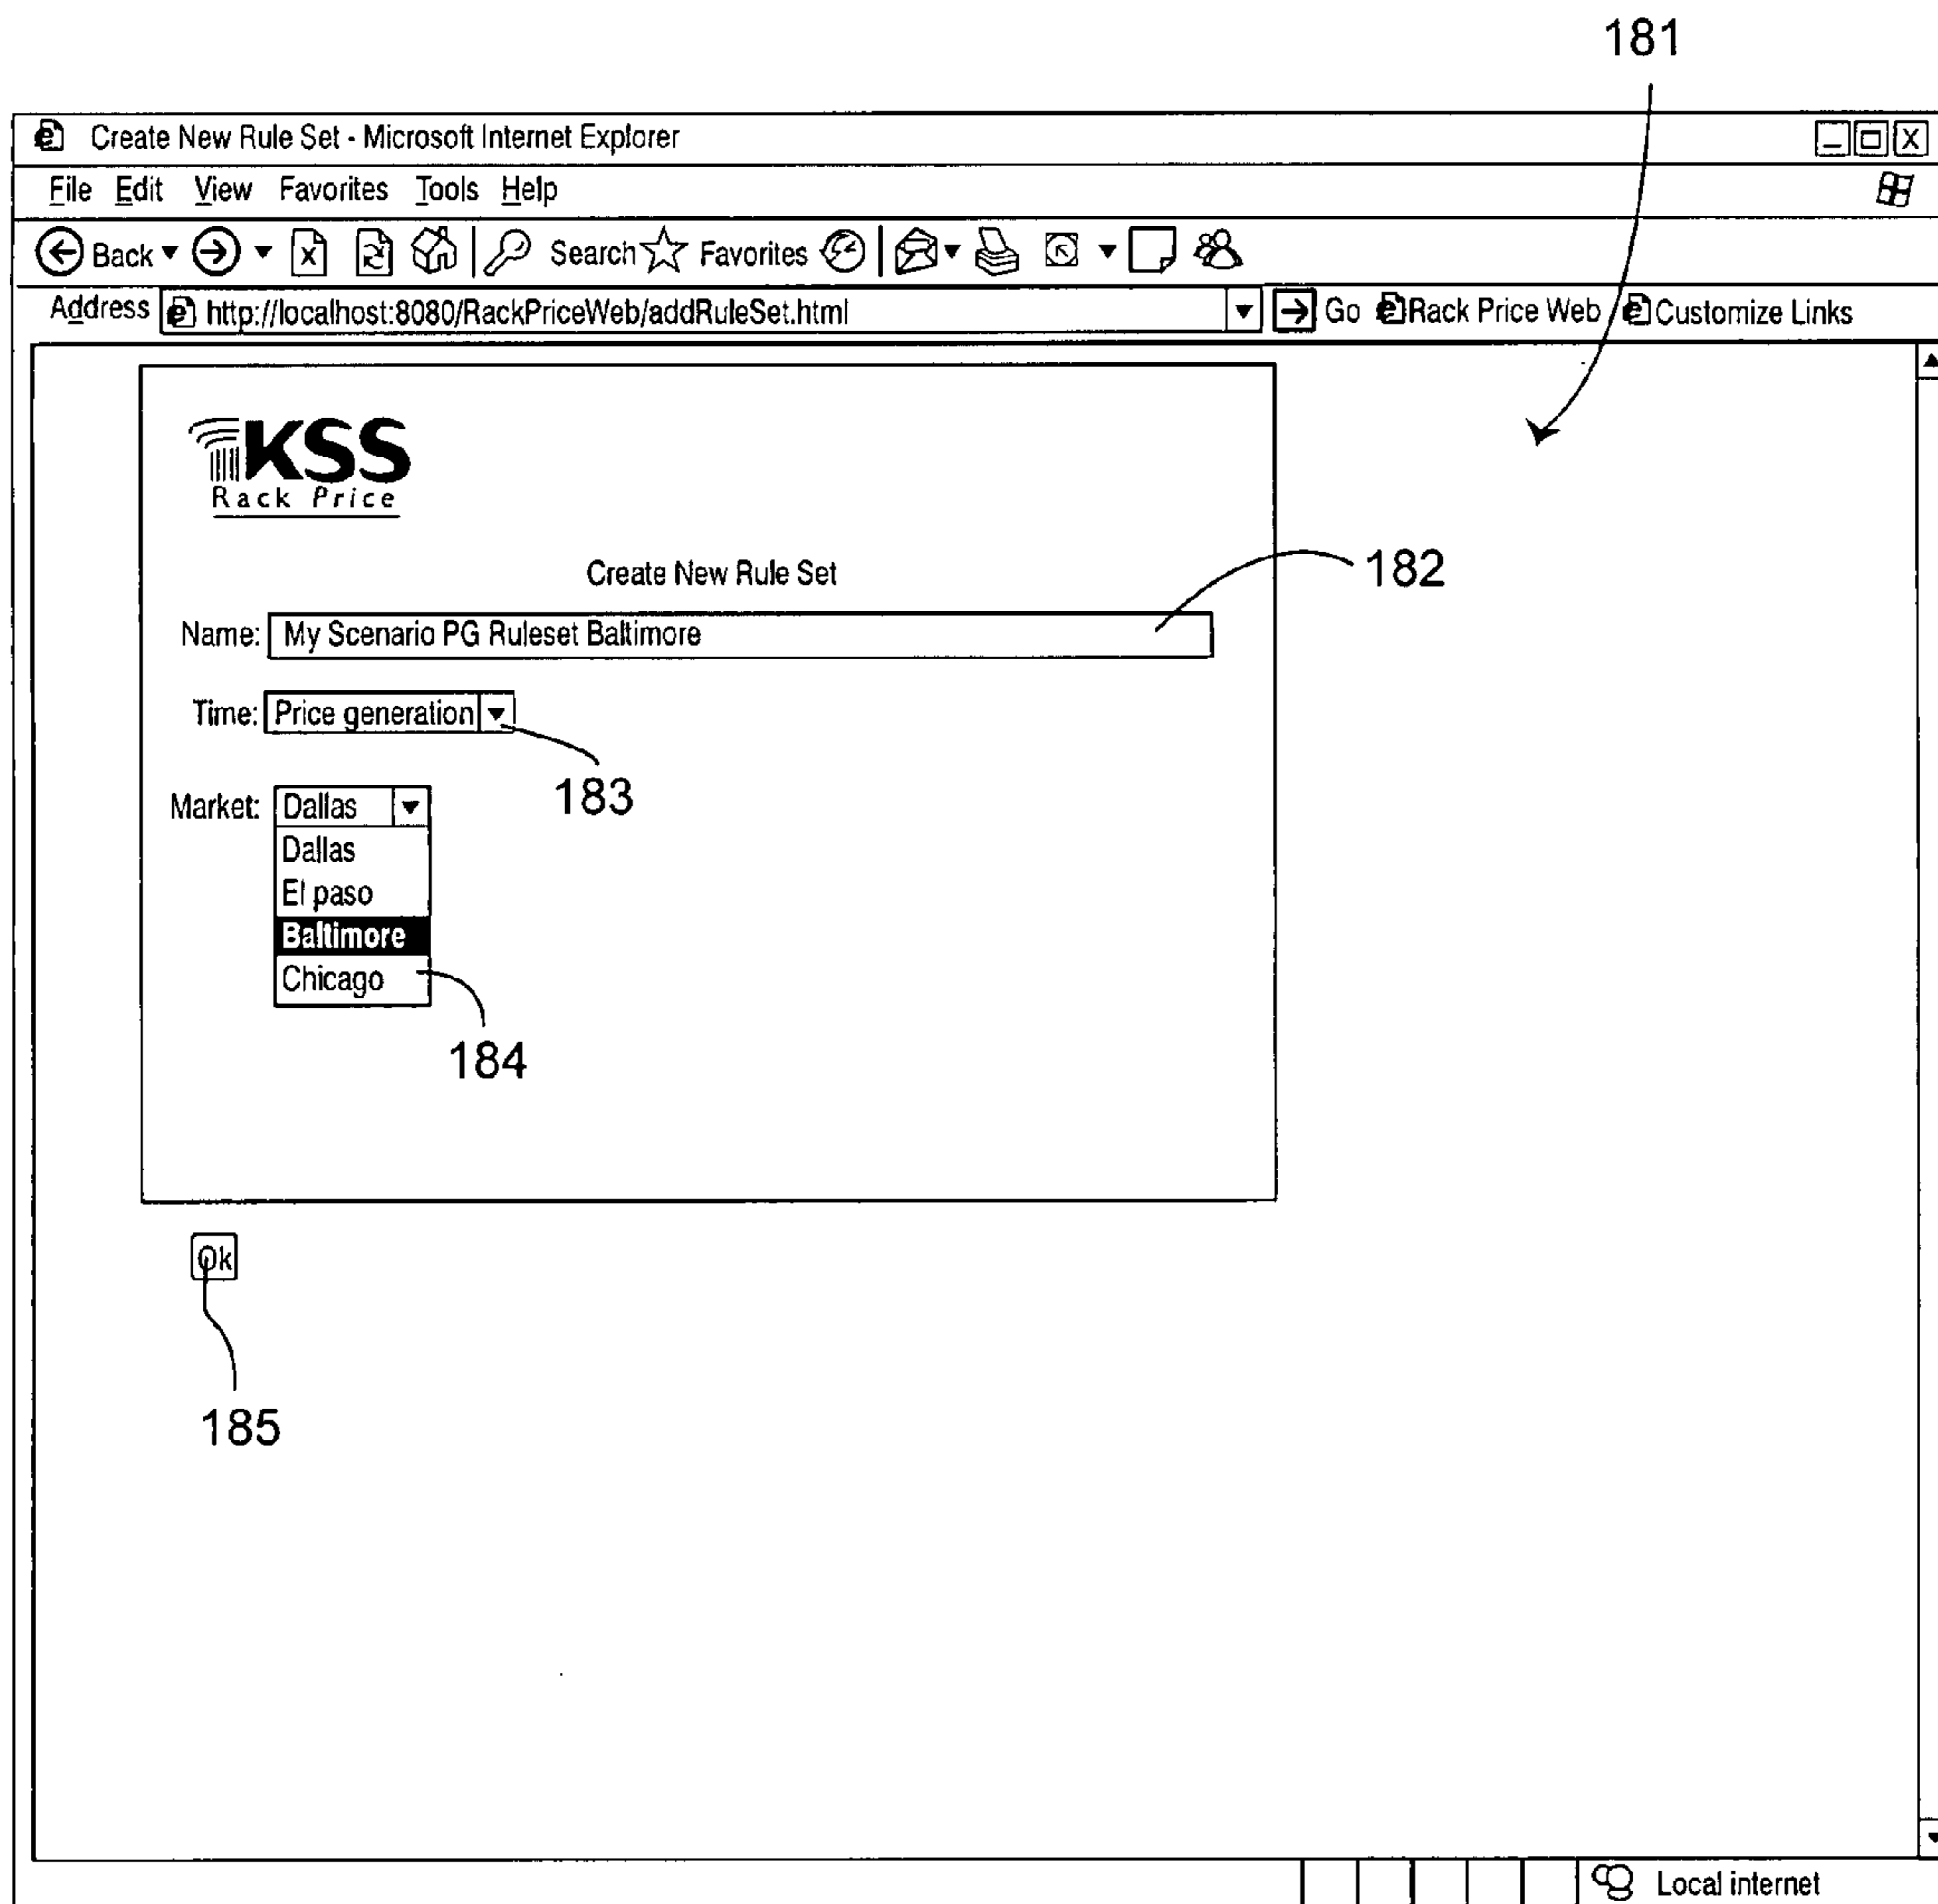 181
Create New Rule Set - Microsoft Internet Explorer
File Edit View Favorites Tools Help
Back Search Favorites
Address http://localhost:8080/RackPriceWeb/addRuleSet.html Go Rack Price Web Customize Links
KSS
Rack Price
Create New Rule Set
182
Name: My Scenario PG Ruleset Baltimore
Time: Price generation
183
Market: Dallas
Dallas
El paso
Baltimore
Chicago
184
Ok
185
Local internet